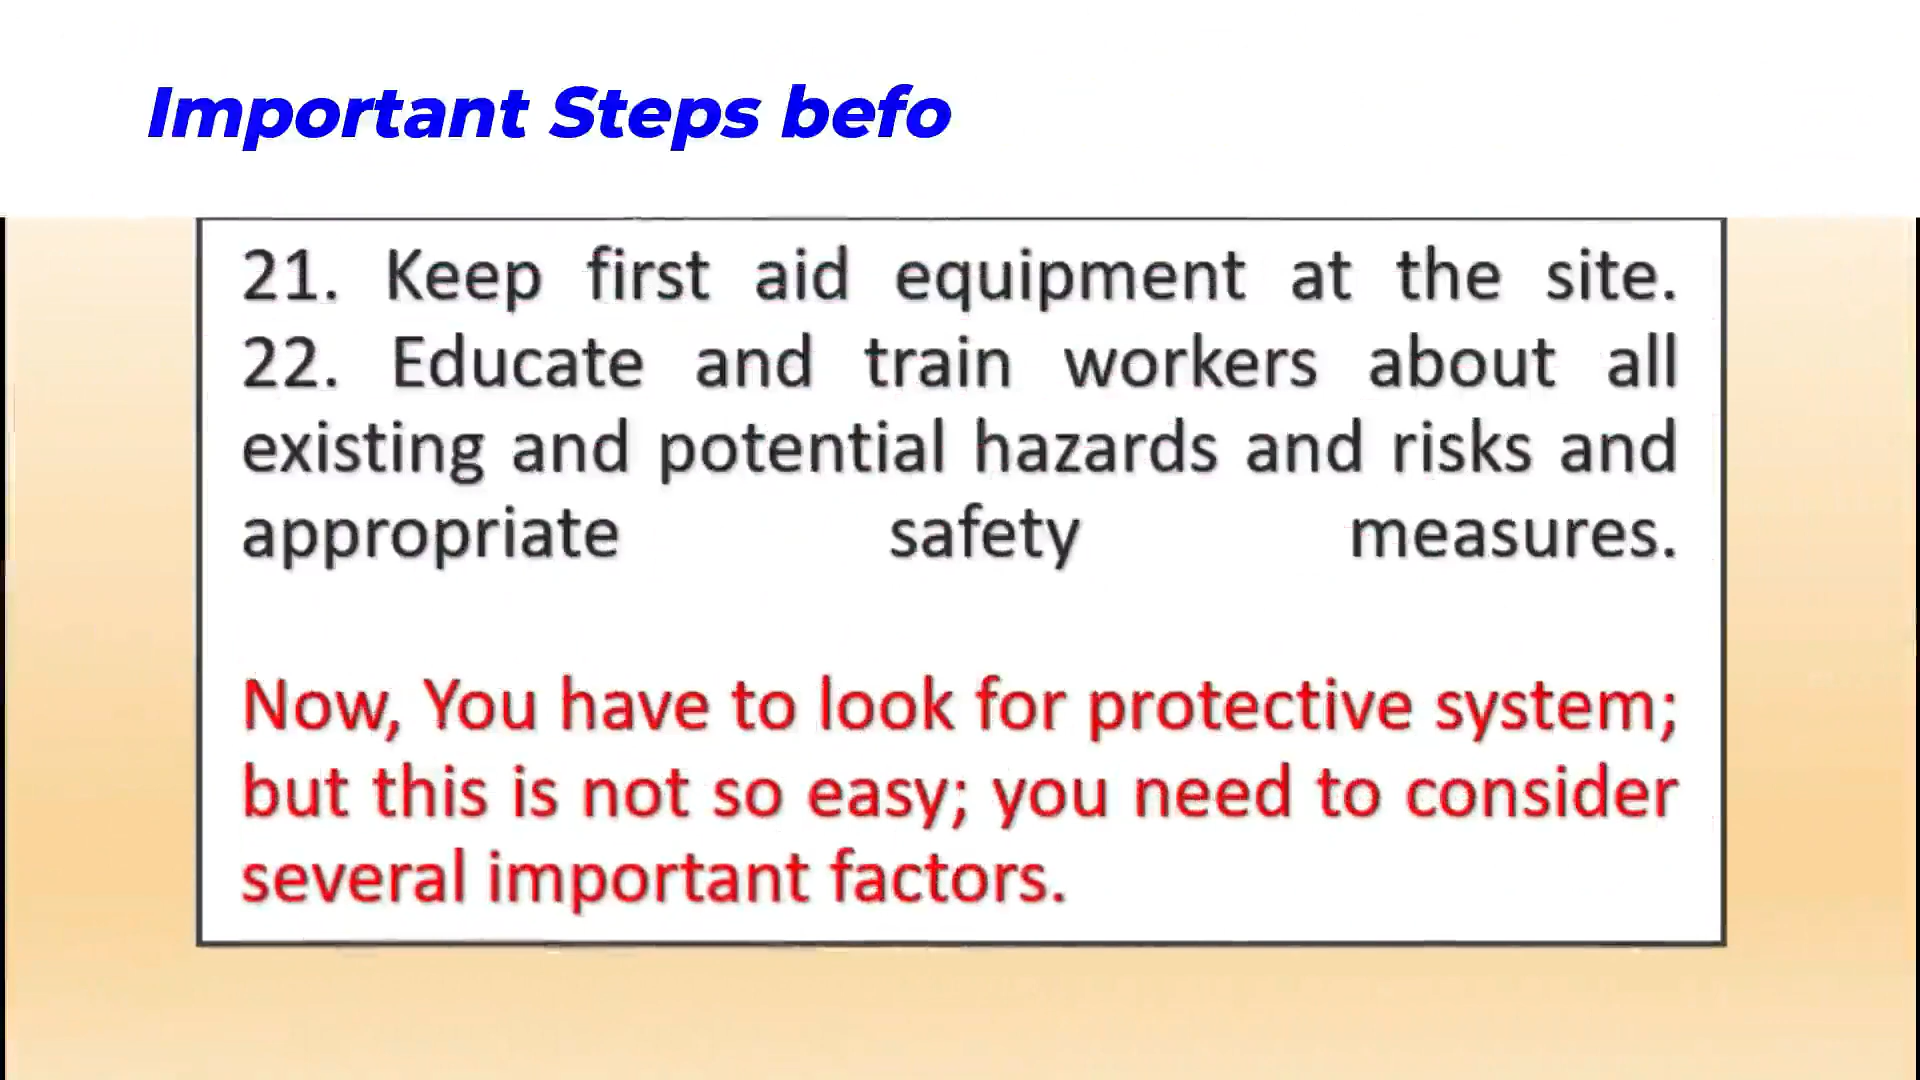 Important Steps befo
21. Keep first aid equipment at the site.
22. Educate and train workers about all
existing and potential hazards and risks and
appropriate safety measures.
Now, You have to look for protective system;
but this is not so easy; you need to consider
several important factors.